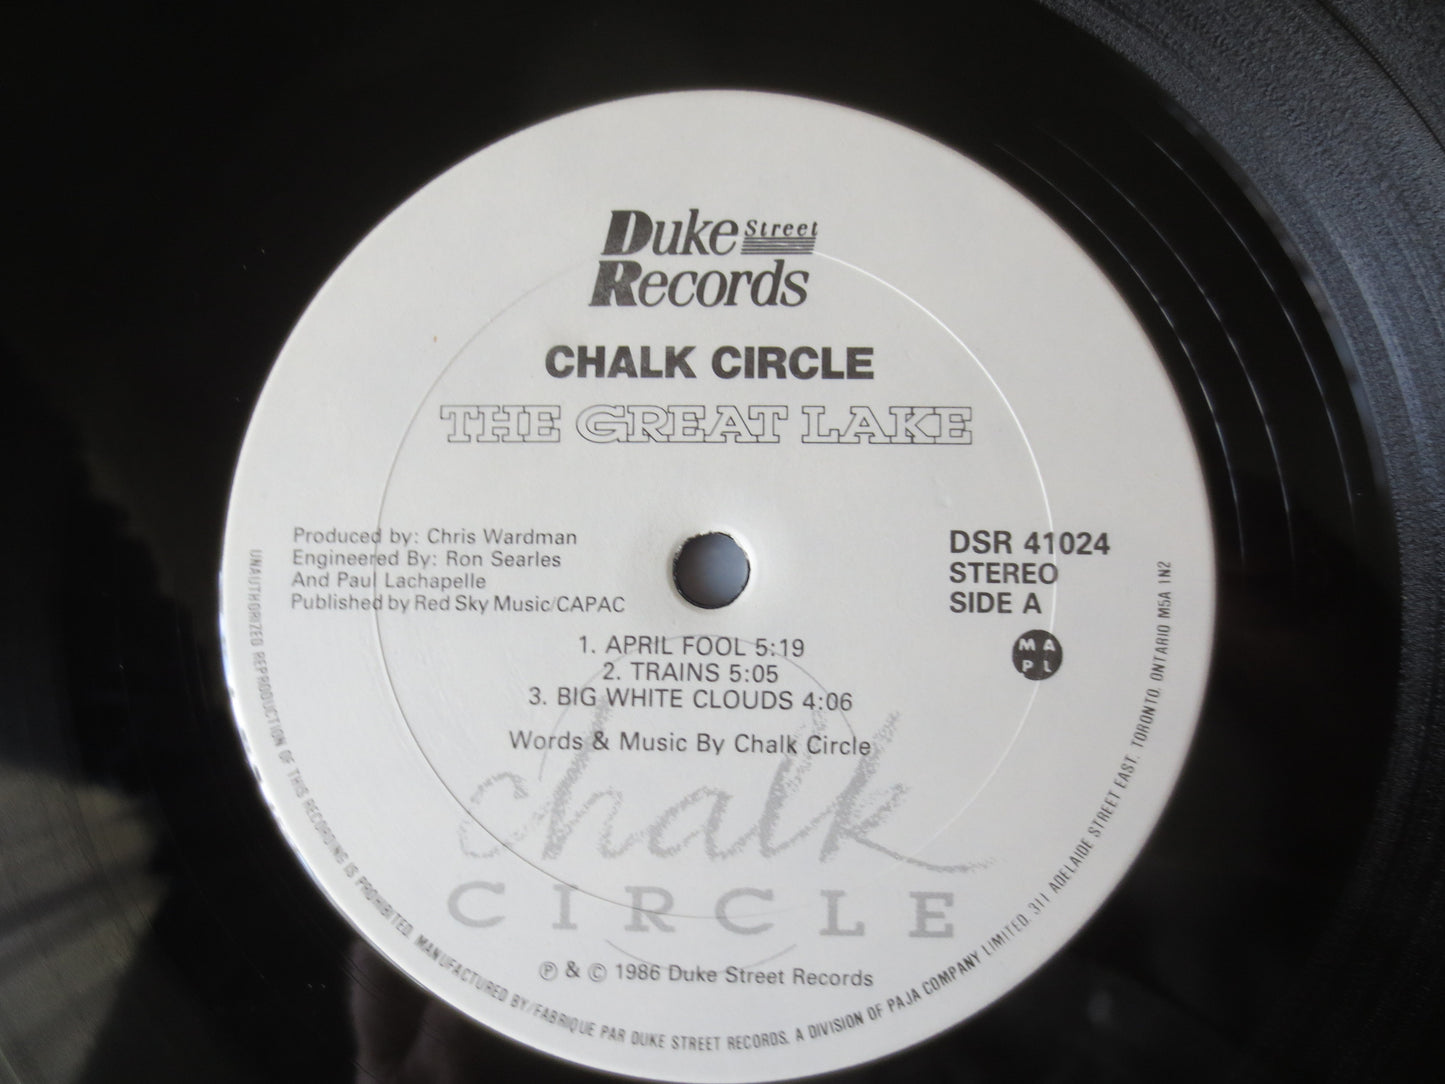 Duke Street
Records
CHALK CIRCLE
THE GREAT LAKE
Produced by: Chris Wardman
Engineered By: Ron Searles
And Paul Lachapelle
Published by Red Sky Music/CAPAC
DSR 41024
STEREO
SIDE A
M A
P L
1. APRIL FOOL 5:19
2. TRAINS 5:05
3. BIG WHITE CLOUDS 4:06
Words & Music By Chalk Circle
chalk
CIRCLE
℗ & © 1986 Duke Street Records
UNAUTHORIZED REPRODUCTION OF THIS RECORDING IS PROHIBITED. MANUFACTURED BY/FABRIQUE PAR DUKE STREET RECORDS. A DIVISION OF PAJA COMPANY LIMITED. 311 ADELAIDE STREET EAST. TORONTO. ONTARIO M5A 1N2